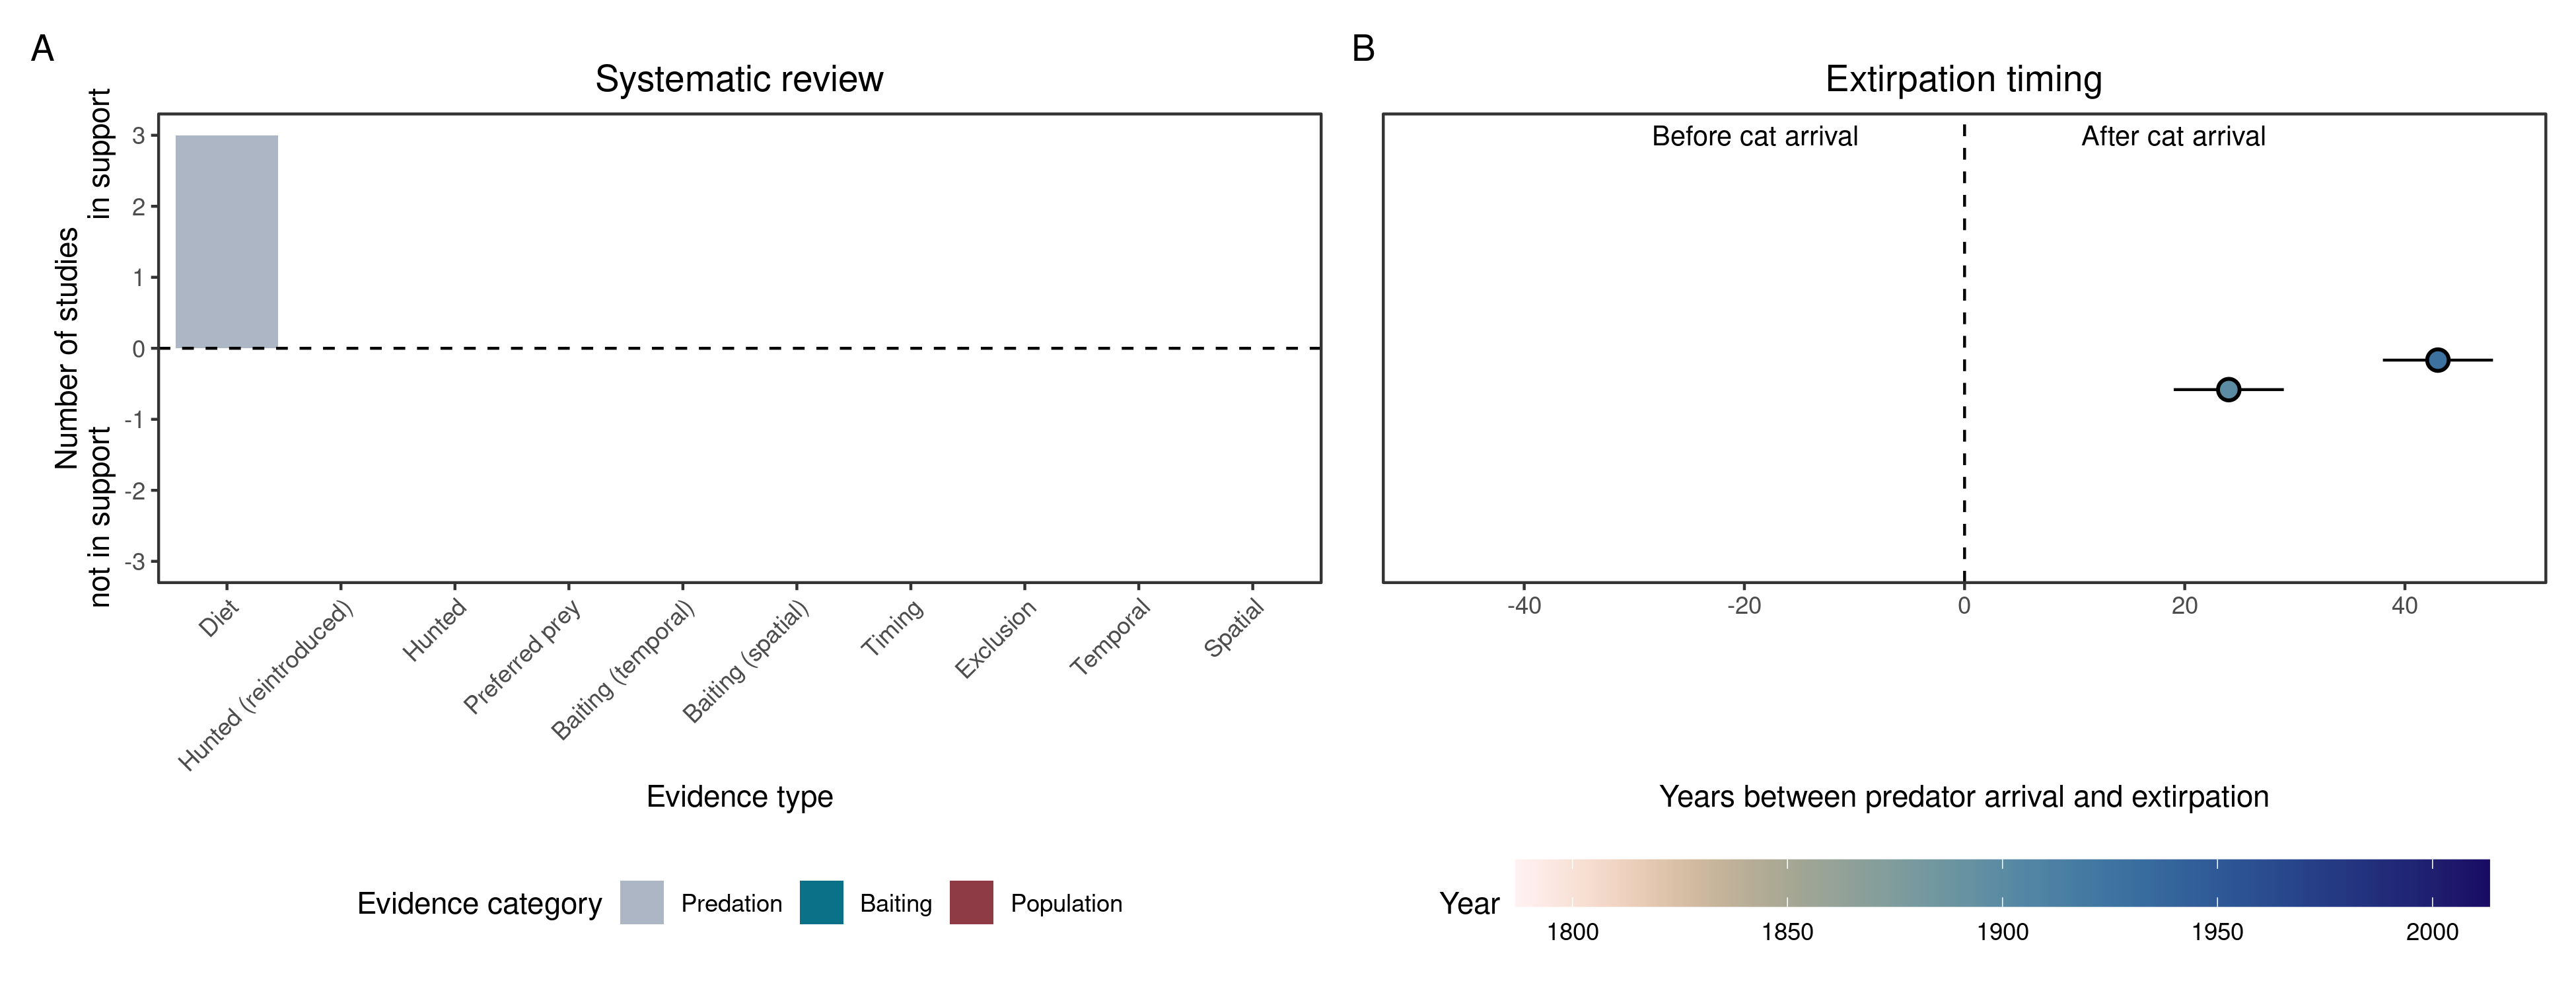 A
Systematic review
Number of studies
not in support
in support
3
2
1
0
-1
-2
-3
Diet
Hunted (reintroduced)
Hunted
Preferred prey
Baiting (temporal)
Baiting (spatial)
Timing
Exclusion
Temporal
Spatial
Evidence type
Evidence category
Predation
Baiting
Population
B
Extirpation timing
Before cat arrival
After cat arrival
-40
-20
0
20
40
Years between predator arrival and extirpation
Year
1800
1850
1900
1950
2000